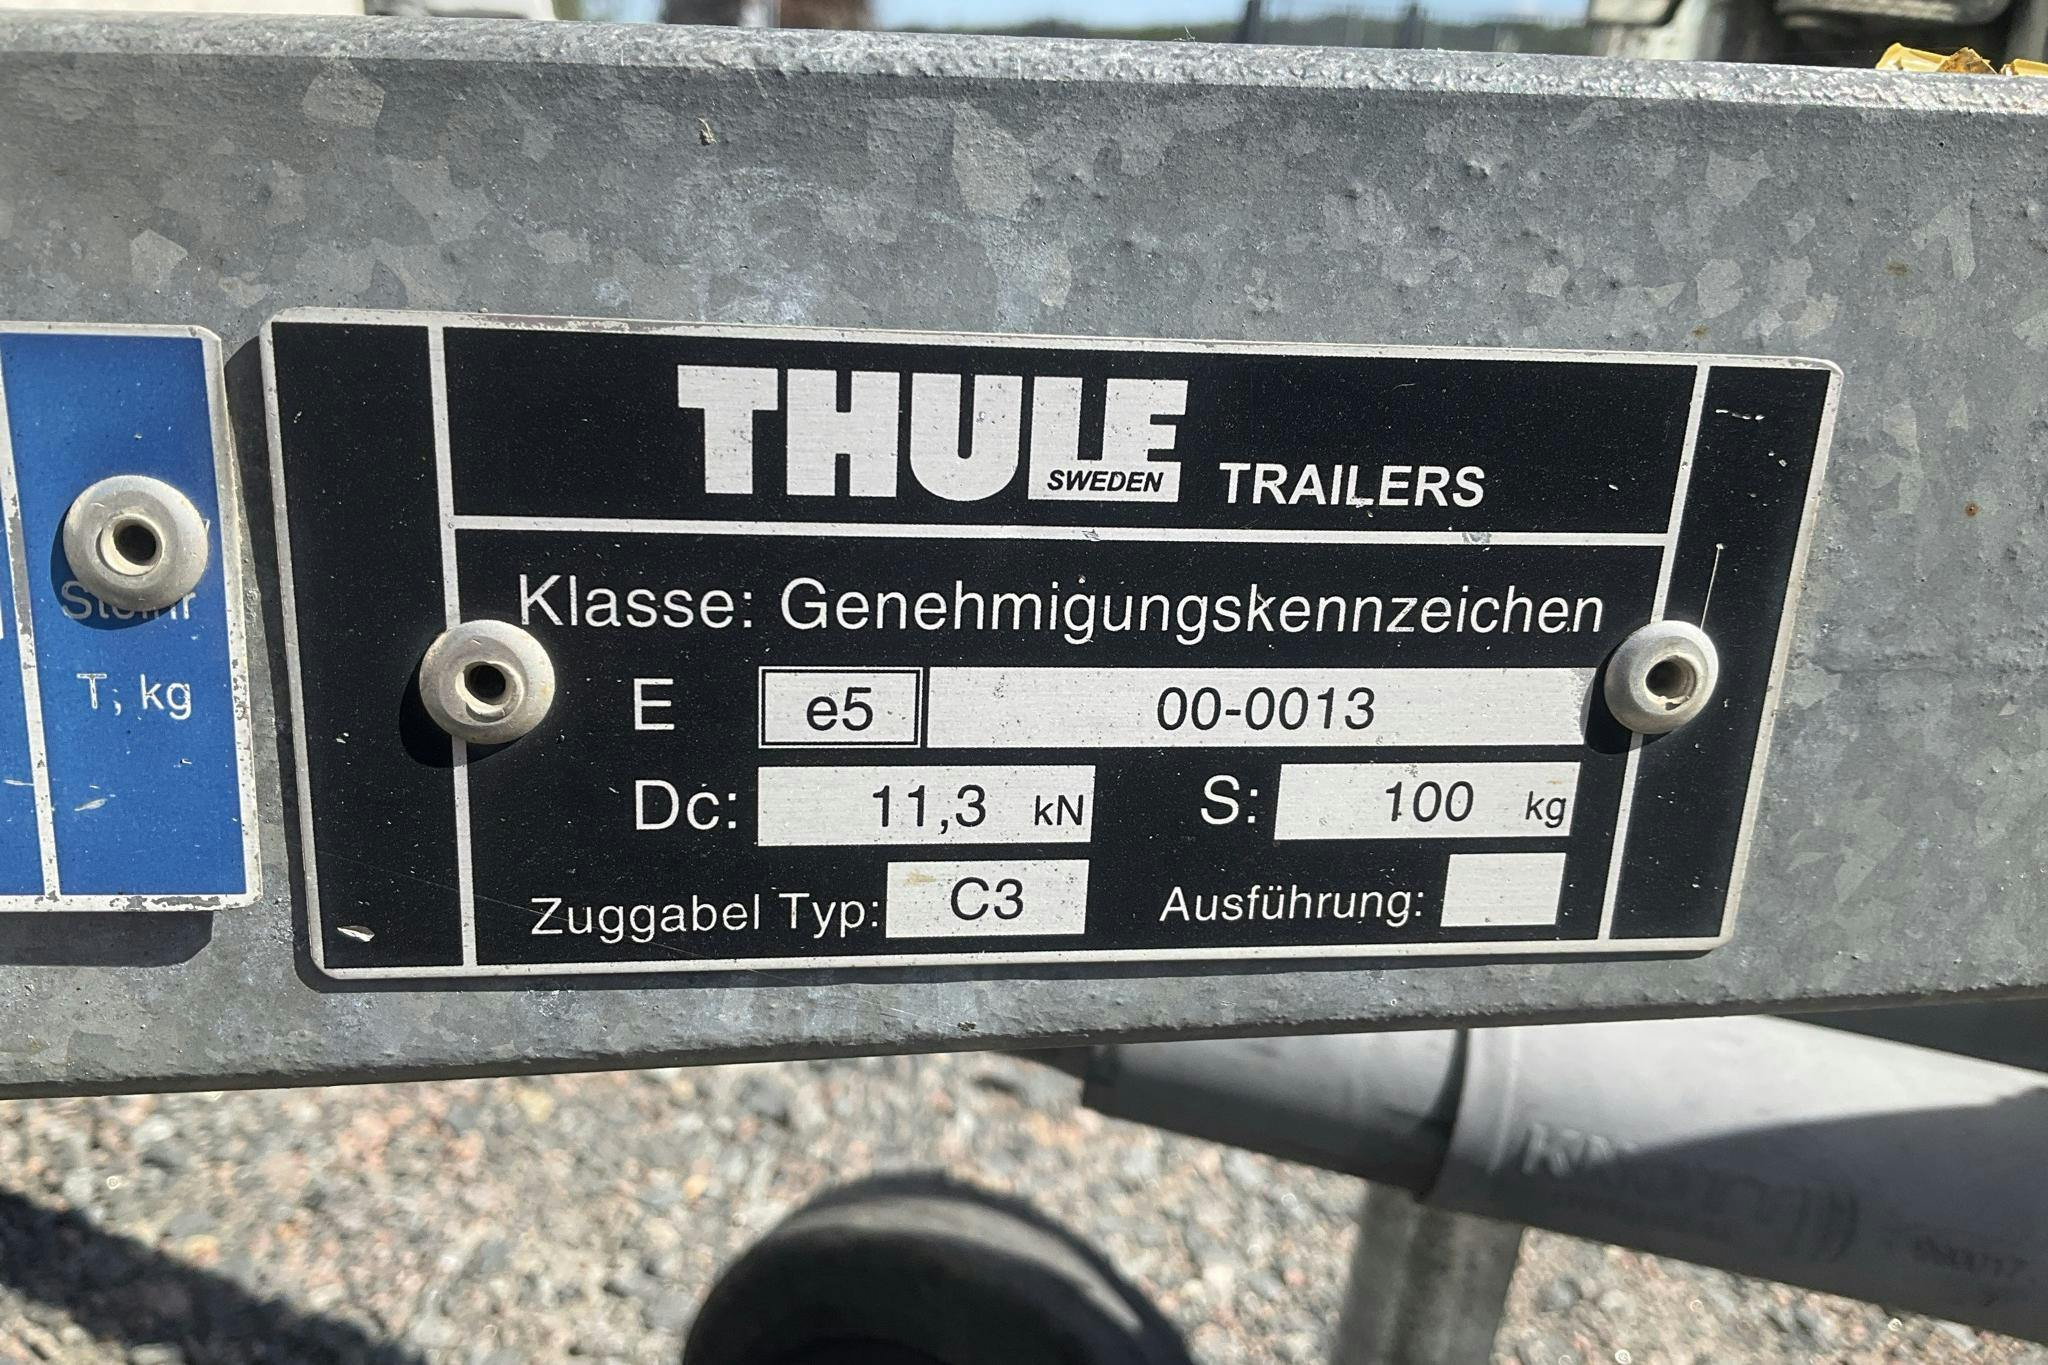 THULE
SWEDEN TRAILERS
Klasse: Genehmigungskennzeichen
E e5 00-0013
Dc: 11,3 kN S: 100 kg
Zuggabel Typ: C3 Ausführung:
T, kg
KNOTT